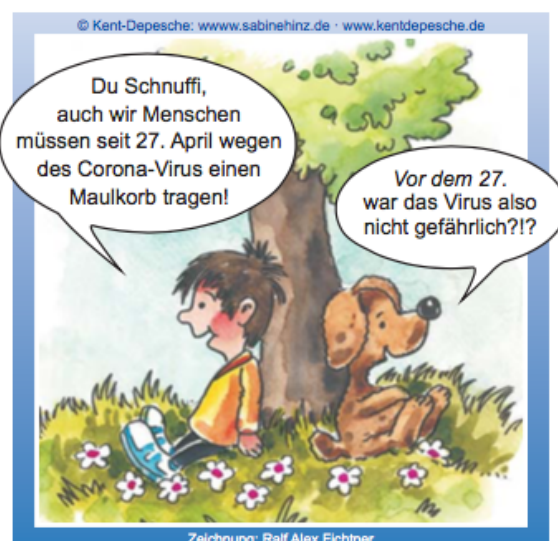 © Kent-Depesche: wwww.sabinehinz.de · www.kentdepesche.de
Du Schnuffi,
auch wir Menschen
müssen seit 27. April wegen
des Corona-Virus einen
Maulkorb tragen!
Vor dem 27.
war das Virus also
nicht gefährlich?!?
Zeichnung: Ralf Alex Fichtner